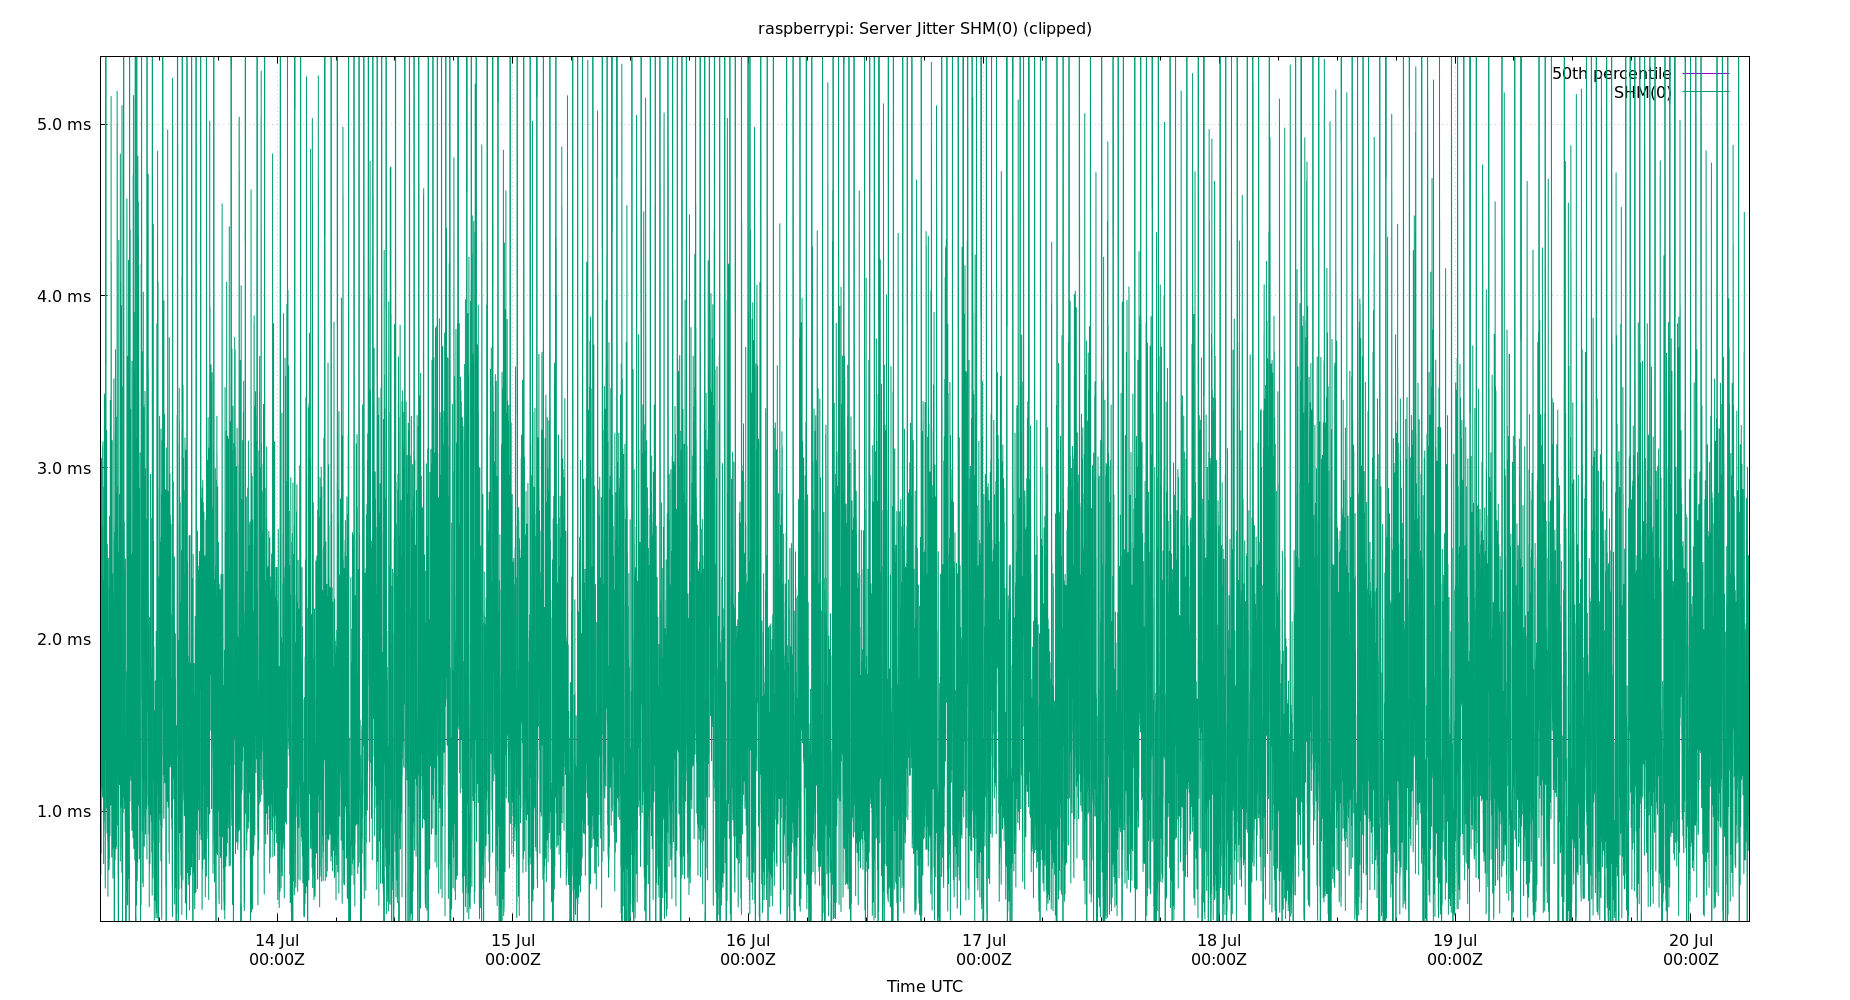 raspberrypi: Server Jitter SHM(0) (clipped)
50th percentile
SHM(0)
5.0 ms
4.0 ms
3.0 ms
2.0 ms
1.0 ms
14 Jul 15 Jul 16 Jul 17 Jul 18 Jul 19 Jul 20 Jul
00:00Z 00:00Z 00:00Z 00:00Z 00:00Z 00:00Z 00:00Z
Time UTC